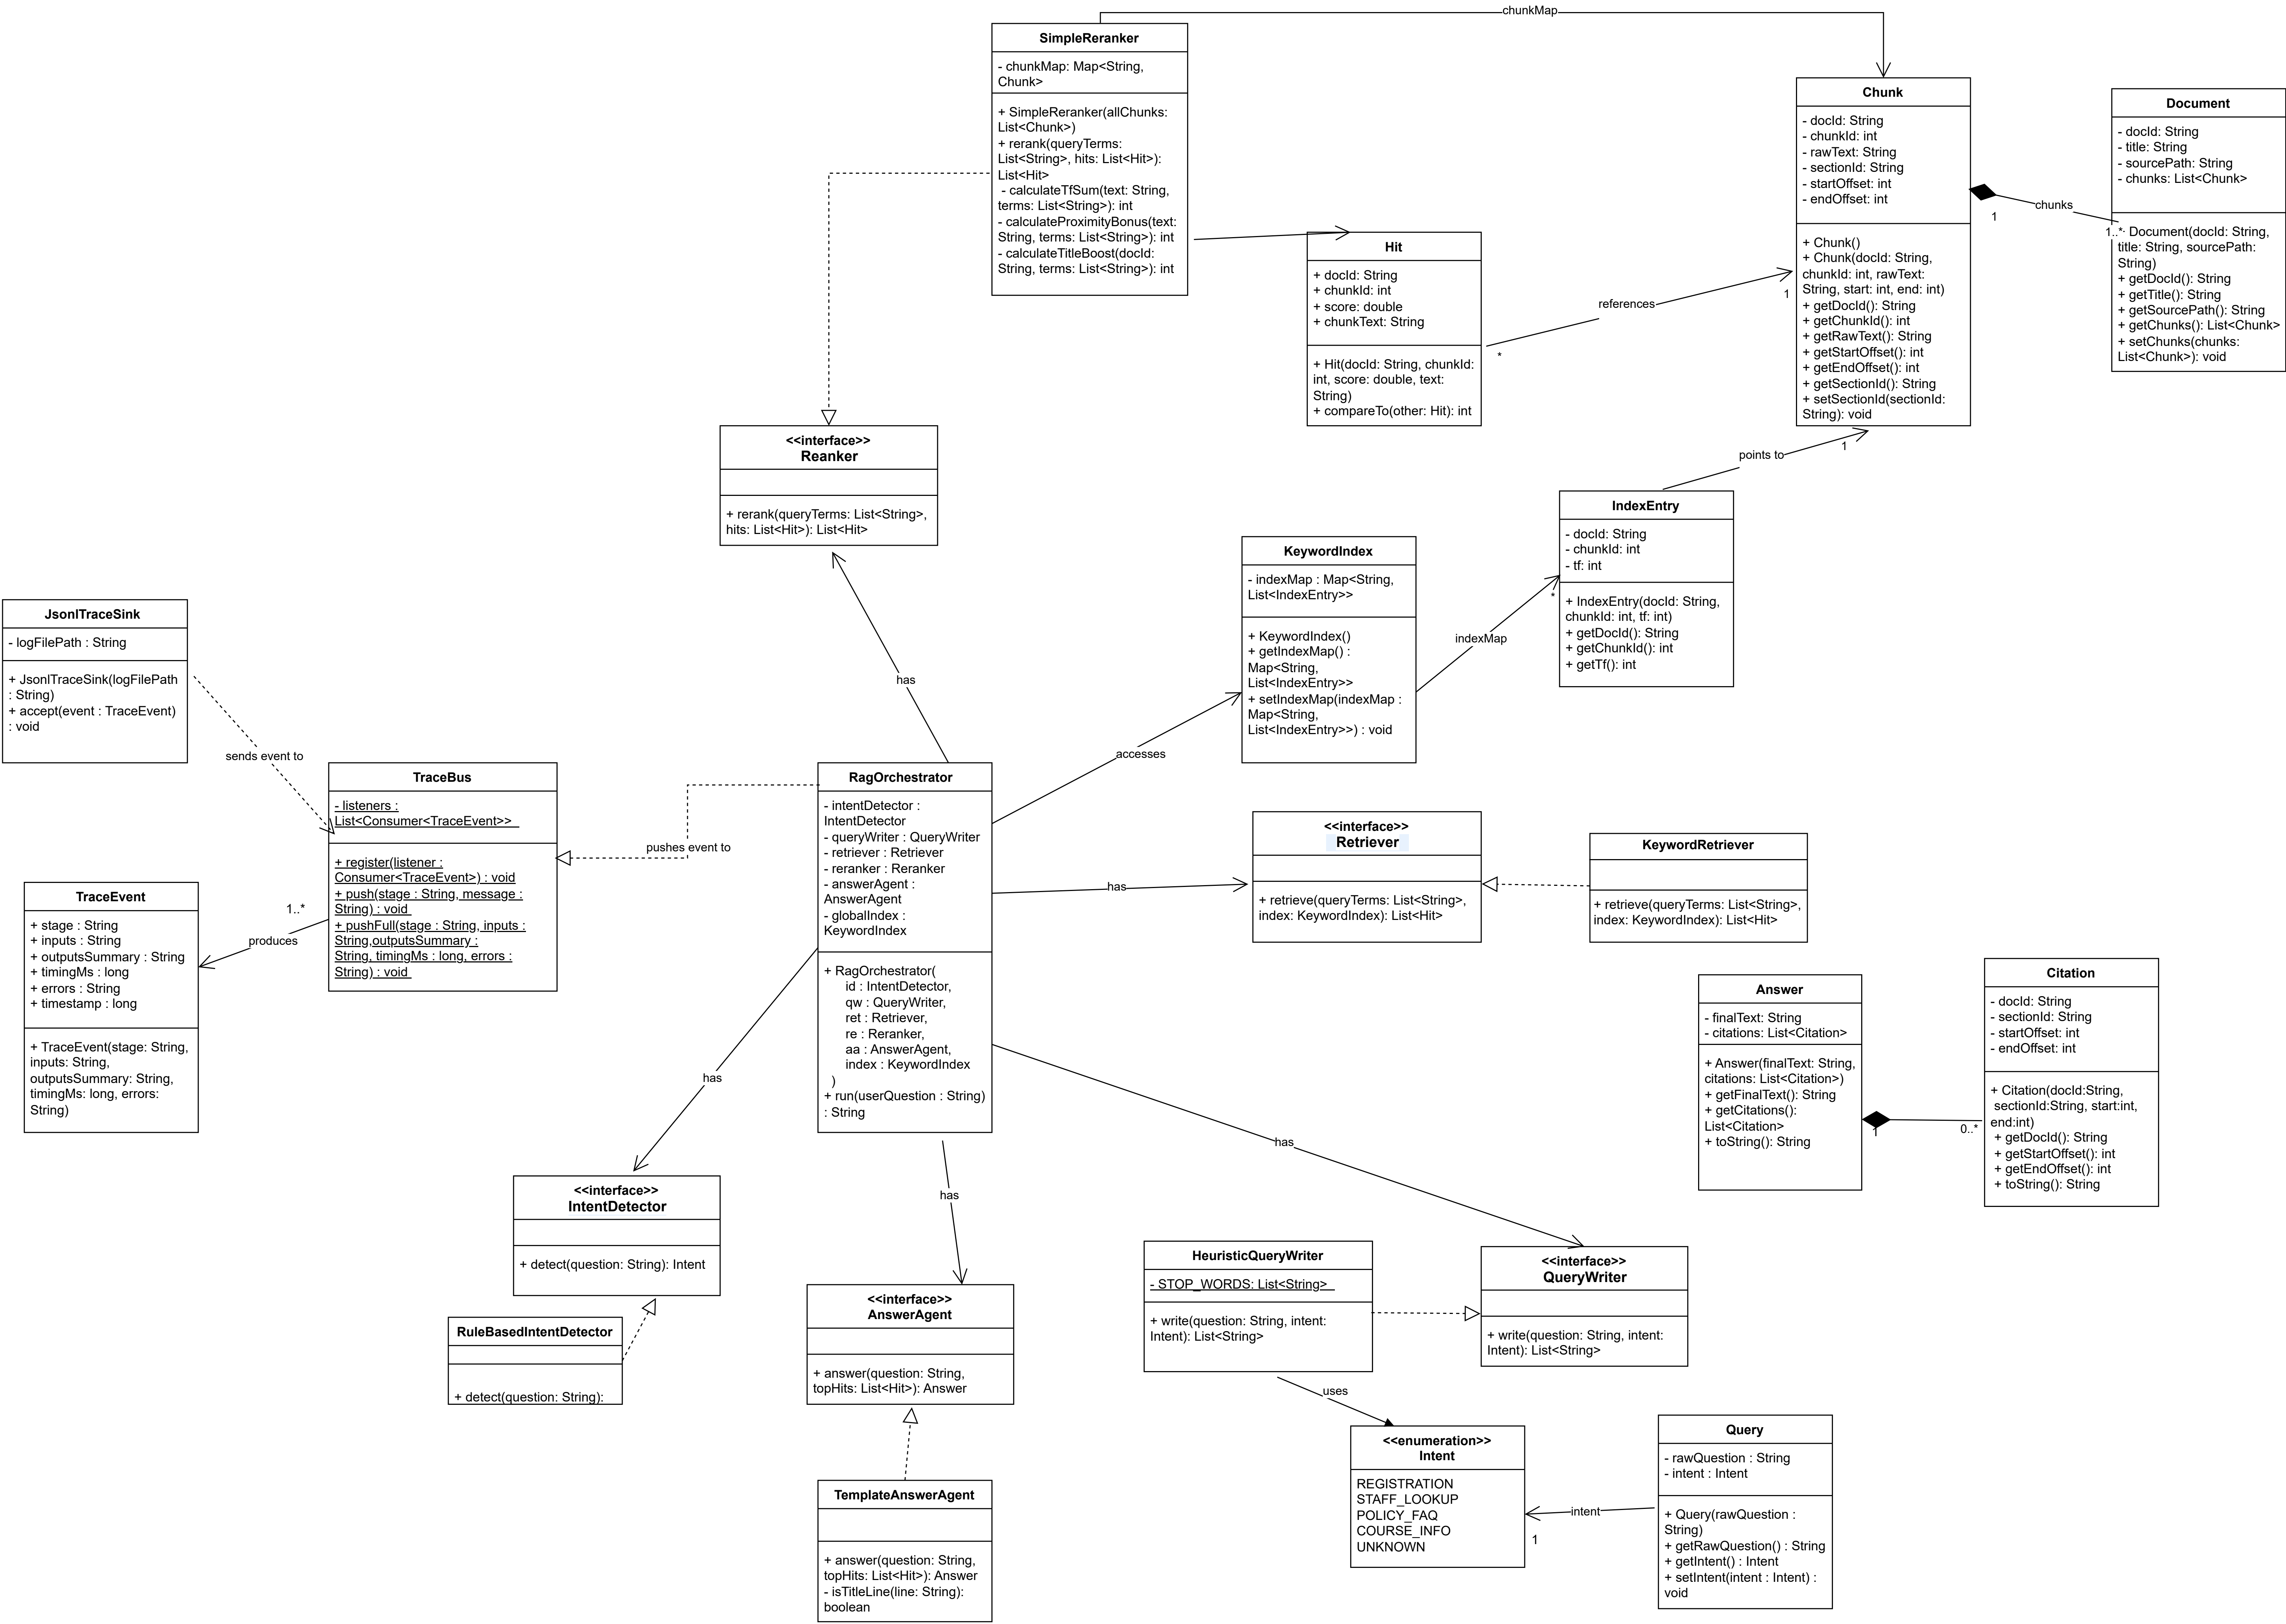 chunkMap
SimpleReranker
- chunkMap: Map<String,
Chunk>
+ SimpleReranker(allChunks:
List<Chunk>)
+ rerank(queryTerms:
List<String>, hits: List<Hit>):
List<Hit>
- calculateTfSum(text: String,
terms: List<String>): int
- calculateProximityBonus(text:
String, terms: List<String>): int
- calculateTitleBoost(docId:
String, terms: List<String>): int
Chunk
- docId: String
- chunkId: int
- rawText: String
- sectionId: String
- startOffset: int
- endOffset: int
+ Chunk()
+ Chunk(docId: String,
chunkId: int, rawText:
String, start: int, end: int)
+ getDocId(): String
+ getChunkId(): int
+ getRawText(): String
+ getStartOffset(): int
+ getEndOffset(): int
+ getSectionId(): String
+ setSectionId(sectionId:
String): void
1
chunks
1..*
Document
- docId: String
- title: String
- sourcePath: String
- chunks: List<Chunk>
Document(docId: String,
title: String, sourcePath:
String)
+ getDocId(): String
+ getTitle(): String
+ getSourcePath(): String
+ getChunks(): List<Chunk>
+ setChunks(chunks:
List<Chunk>): void
Hit
+ docId: String
+ chunkId: int
+ score: double
+ chunkText: String
+ Hit(docId: String, chunkId:
int, score: double, text:
String)
+ compareTo(other: Hit): int
references
1
*
<<interface>>
Reanker
+ rerank(queryTerms: List<String>,
hits: List<Hit>): List<Hit>
points to
1
IndexEntry
- docId: String
- chunkId: int
- tf: int
+ IndexEntry(docId: String,
chunkId: int, tf: int)
+ getDocId(): String
+ getChunkId(): int
+ getTf(): int
KeywordIndex
- indexMap : Map<String,
List<IndexEntry>>
+ KeywordIndex()
+ getIndexMap() :
Map<String,
List<IndexEntry>>
+ setIndexMap(indexMap :
Map<String,
List<IndexEntry>>) : void
indexMap
*
has
accesses
JsonlTraceSink
- logFilePath : String
+ JsonlTraceSink(logFilePath
: String)
+ accept(event : TraceEvent)
: void
sends event to
TraceBus
- listeners :
List<Consumer<TraceEvent>>
+ register(listener :
Consumer<TraceEvent>) : void
+ push(stage : String, message :
String) : void
+ pushFull(stage : String, inputs :
String,outputsSummary :
String, timingMs : long, errors :
String) : void
pushes event to
1..*
produces
TraceEvent
+ stage : String
+ inputs : String
+ outputsSummary : String
+ timingMs : long
+ errors : String
+ timestamp : long
+ TraceEvent(stage: String,
inputs: String,
outputsSummary: String,
timingMs: long, errors:
String)
RagOrchestrator
- intentDetector :
IntentDetector
- queryWriter : QueryWriter
- retriever : Retriever
- reranker : Reranker
- answerAgent :
AnswerAgent
- globalIndex :
KeywordIndex
+ RagOrchestrator(
id : IntentDetector,
qw : QueryWriter,
ret : Retriever,
re : Reranker,
aa : AnswerAgent,
index : KeywordIndex
)
+ run(userQuestion : String)
: String
has
<<interface>>
Retriever
+ retrieve(queryTerms: List<String>,
index: KeywordIndex): List<Hit>
KeywordRetriever
+ retrieve(queryTerms: List<String>,
index: KeywordIndex): List<Hit>
Answer
- finalText: String
- citations: List<Citation>
+ Answer(finalText: String,
citations: List<Citation>)
+ getFinalText(): String
+ getCitations():
List<Citation>
+ toString(): String
1
0..*
Citation
- docId: String
- sectionId: String
- startOffset: int
- endOffset: int
+ Citation(docId:String,
sectionId:String, start:int,
end:int)
+ getDocId(): String
+ getStartOffset(): int
+ getEndOffset(): int
+ toString(): String
has
has
has
<<interface>>
IntentDetector
+ detect(question: String): Intent
RuleBasedIntentDetector
+ detect(question: String):
<<interface>>
AnswerAgent
+ answer(question: String,
topHits: List<Hit>): Answer
TemplateAnswerAgent
+ answer(question: String,
topHits: List<Hit>): Answer
- isTitleLine(line: String):
boolean
HeuristicQueryWriter
- STOP_WORDS: List<String>
+ write(question: String, intent:
Intent): List<String>
<<interface>>
QueryWriter
+ write(question: String, intent:
Intent): List<String>
uses
<<enumeration>>
Intent
REGISTRATION
STAFF_LOOKUP
POLICY_FAQ
COURSE_INFO
UNKNOWN
intent
1
Query
- rawQuestion : String
- intent : Intent
+ Query(rawQuestion :
String)
+ getRawQuestion() : String
+ getIntent() : Intent
+ setIntent(intent : Intent) :
void